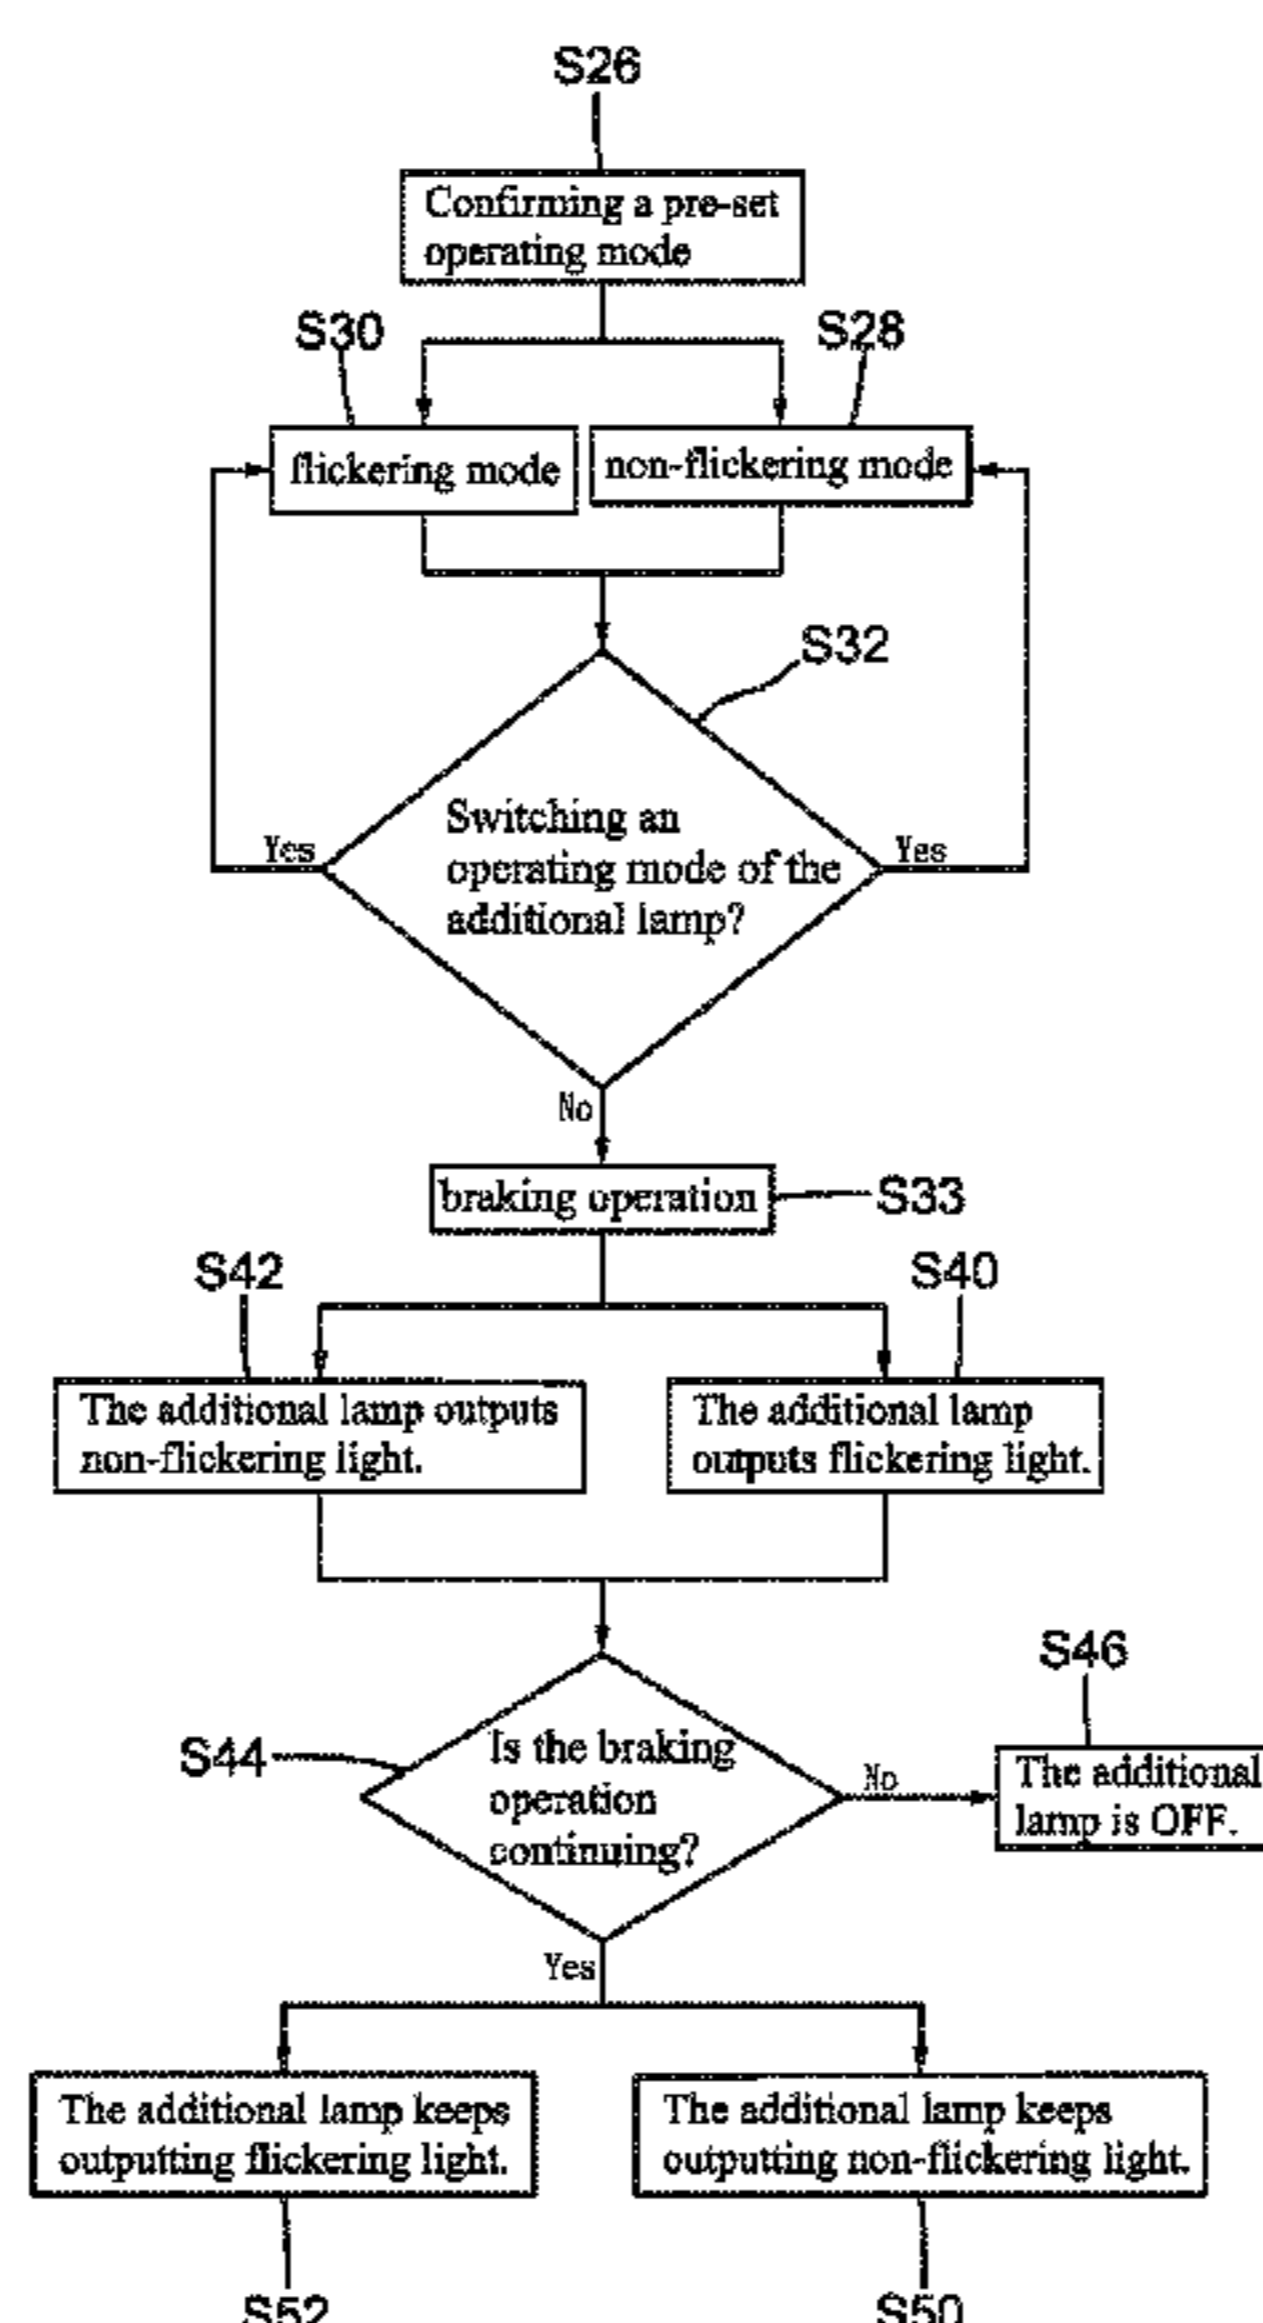 S26
Confirming a pre-set
operating mode
S30
S28
flickering mode
non-flickering mode
S32
Switching an
operating mode of the
additional lamp?
Yes
Yes
No
braking operation
S33
S42
S40
The additional lamp outputs
non-flickering light.
The additional lamp
outputs flickering light.
S46
S44
Is the braking
operation
continuing?
No
The additional
lamp is OFF.
Yes
The additional lamp keeps
outputting flickering light.
The additional lamp keeps
outputting non-flickering light.
S52
S50